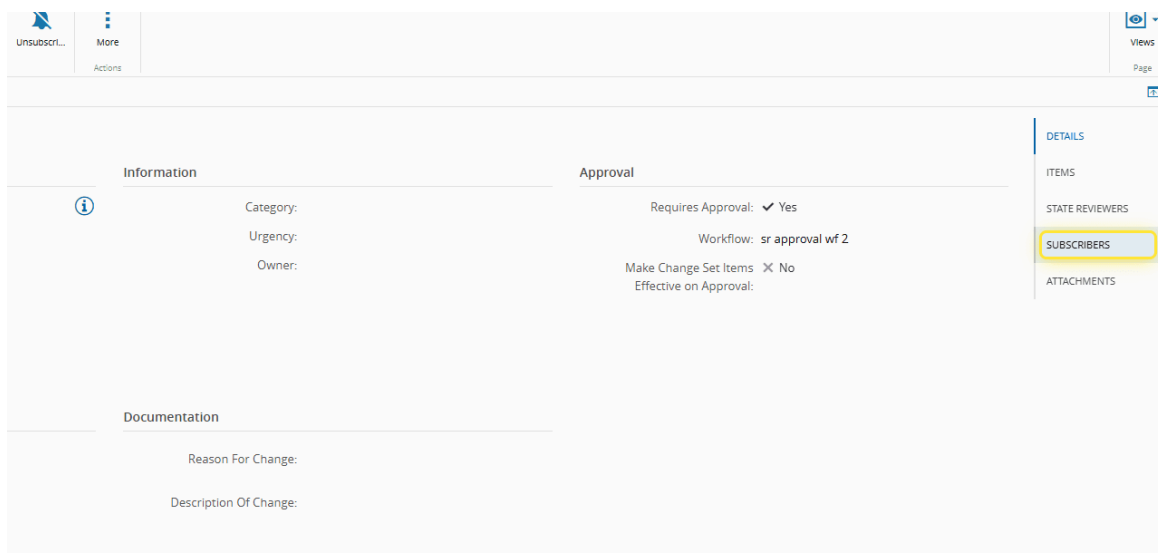 Unsubscri...
More
Actions
Views
Page
DETAILS
ITEMS
STATE REVIEWERS
SUBSCRIBERS
ATTACHMENTS
Information
Category:
Urgency:
Owner:
Approval
Requires Approval: Yes
Workflow: sr approval wf 2
Make Change Set Items No
Effective on Approval:
Documentation
Reason For Change:
Description Of Change: